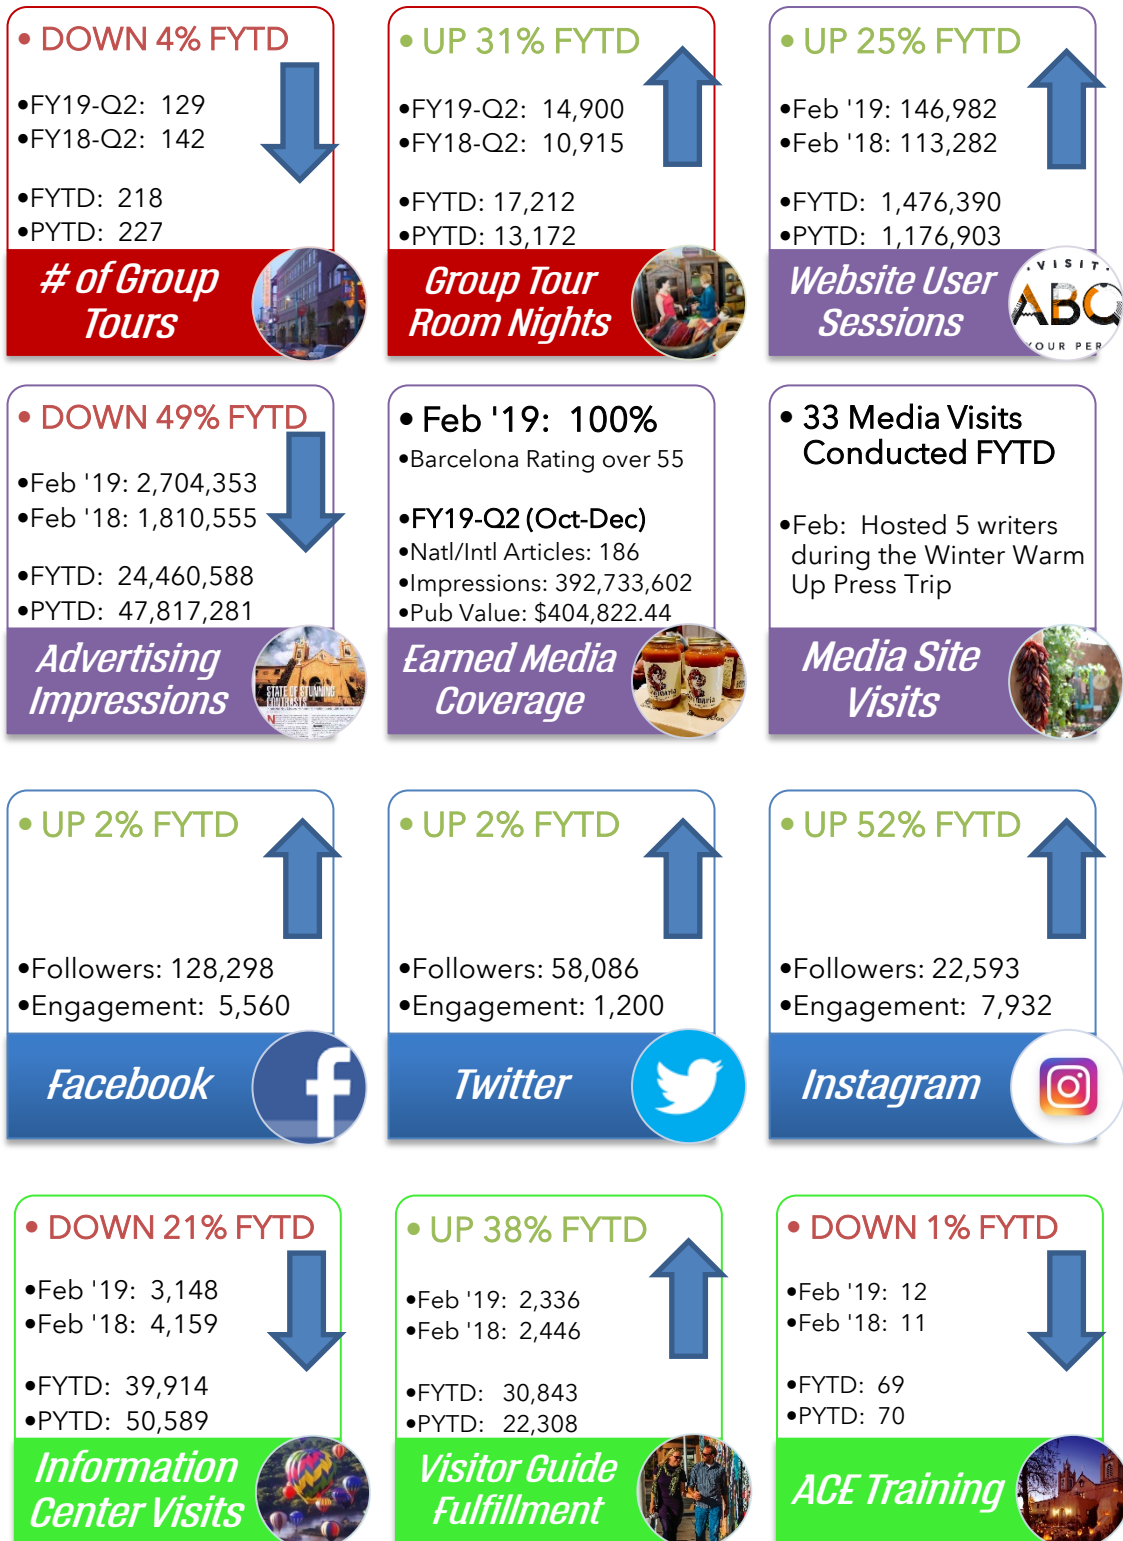 • DOWN 4% FYTD
•FY19-Q2: 129
•FY18-Q2: 142
•FYTD: 218
•PYTD: 227
# of Group
Tours
• UP 31% FYTD
•FY19-Q2: 14,900
•FY18-Q2: 10,915
•FYTD: 17,212
•PYTD: 13,172
Group Tour
Room Nights
• UP 25% FYTD
•Feb '19: 146,982
•Feb '18: 113,282
•FYTD: 1,476,390
•PYTD: 1,176,903
Website User
Sessions
·VISIT·
ABQ
YOUR PER
• DOWN 49% FYTD
•Feb '19: 2,704,353
•Feb '18: 1,810,555
•FYTD: 24,460,588
•PYTD: 47,817,281
Advertising
Impressions
STATE OF STUNNING
CONTRASTS
• Feb '19: 100%
•Barcelona Rating over 55
•FY19-Q2 (Oct-Dec)
•Natl/Intl Articles: 186
•Impressions: 392,733,602
•Pub Value: $404,822.44
Earned Media
Coverage
• 33 Media Visits
Conducted FYTD
•Feb: Hosted 5 writers
during the Winter Warm
Up Press Trip
Media Site
Visits
• UP 2% FYTD
•Followers: 128,298
•Engagement: 5,560
Facebook
• UP 2% FYTD
•Followers: 58,086
•Engagement: 1,200
Twitter
• UP 52% FYTD
•Followers: 22,593
•Engagement: 7,932
Instagram
• DOWN 21% FYTD
•Feb '19: 3,148
•Feb '18: 4,159
•FYTD: 39,914
•PYTD: 50,589
Information
Center Visits
• UP 38% FYTD
•Feb '19: 2,336
•Feb '18: 2,446
•FYTD: 30,843
•PYTD: 22,308
Visitor Guide
Fulfillment
• DOWN 1% FYTD
•Feb '19: 12
•Feb '18: 11
•FYTD: 69
•PYTD: 70
ACE Training